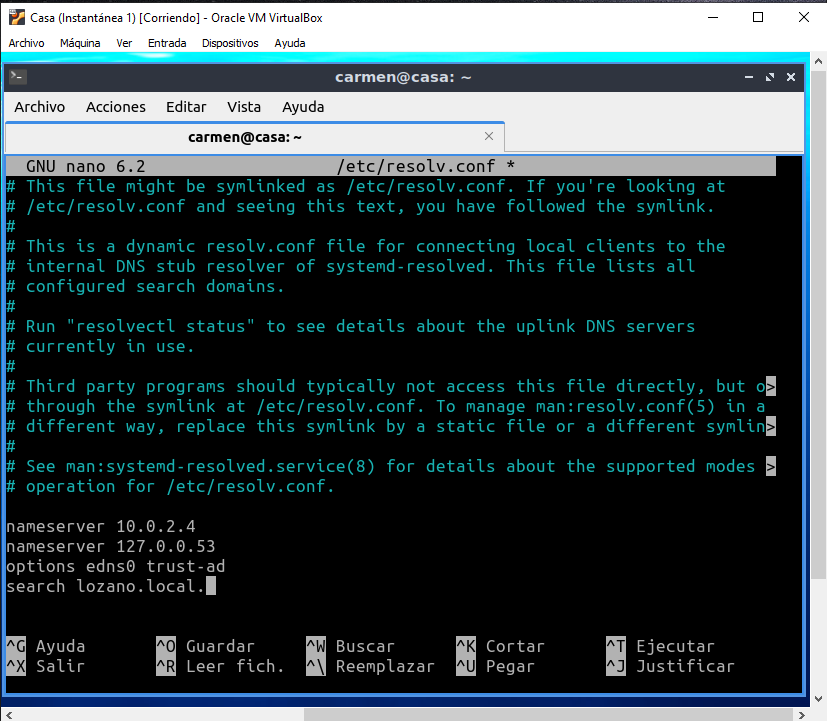 Casa (Instantánea 1) [Corriendo] - Oracle VM VirtualBox
Archivo Máquina Ver Entrada Dispositivos Ayuda
carmen@casa: ~
Archivo Acciones Editar Vista Ayuda
carmen@casa: ~
GNU nano 6.2 /etc/resolv.conf *
# This file might be symlinked as /etc/resolv.conf. If you're looking at
# /etc/resolv.conf and seeing this text, you have followed the symlink.
#
# This is a dynamic resolv.conf file for connecting local clients to the
# internal DNS stub resolver of systemd-resolved. This file lists all
# configured search domains.
#
# Run "resolvectl status" to see details about the uplink DNS servers
# currently in use.
#
# Third party programs should typically not access this file directly, but o>
# through the symlink at /etc/resolv.conf. To manage man:resolv.conf(5) in a
# different way, replace this symlink by a static file or a different symlin>
#
# See man:systemd-resolved.service(8) for details about the supported modes >
# operation for /etc/resolv.conf.
nameserver 10.0.2.4
nameserver 127.0.0.53
options edns0 trust-ad
search lozano.local.
^G Ayuda ^O Guardar ^W Buscar ^K Cortar ^T Ejecutar
^X Salir ^R Leer fich. ^\ Reemplazar ^U Pegar ^J Justificar